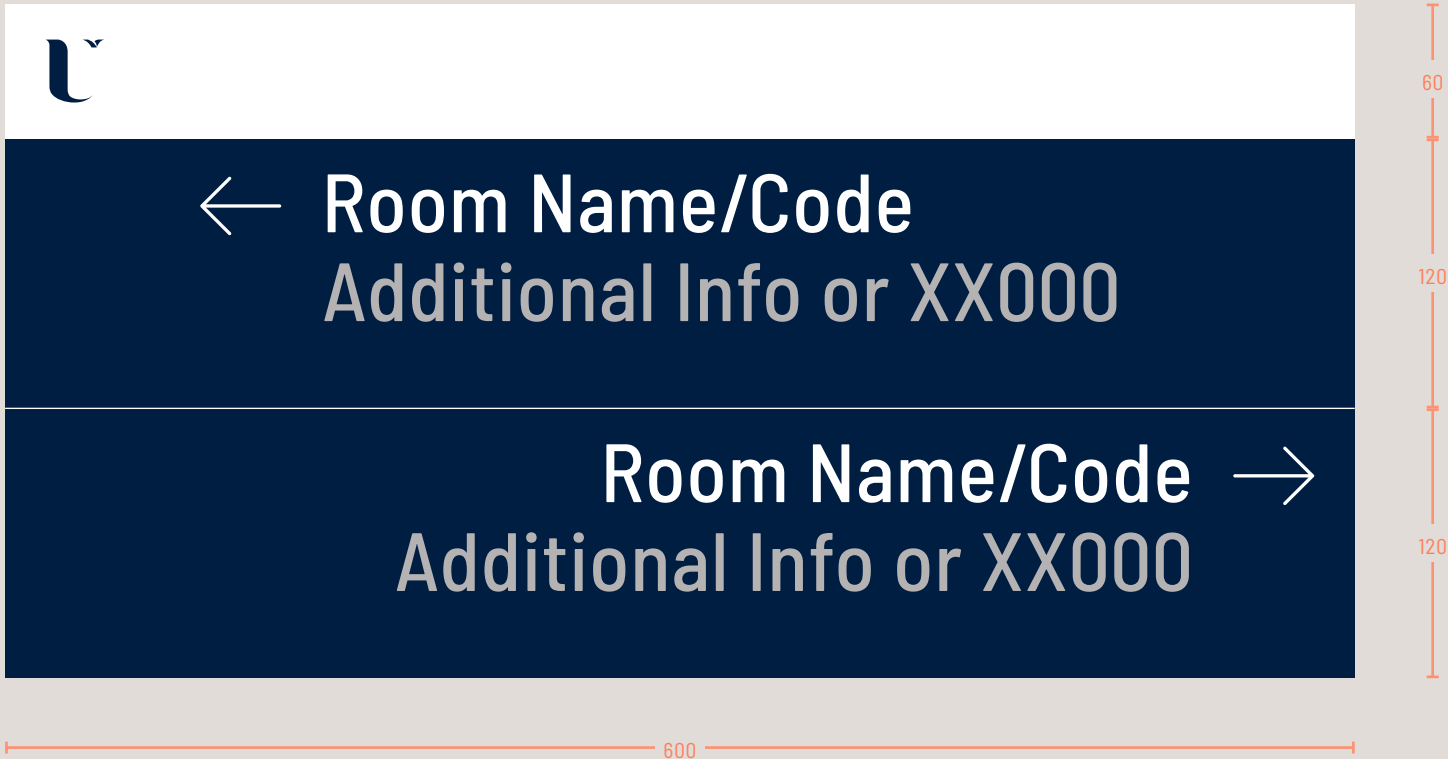 U
60
Room Name/Code
Additional Info or XX000
120
Room Name/Code
Additional Info or XX000
120
600